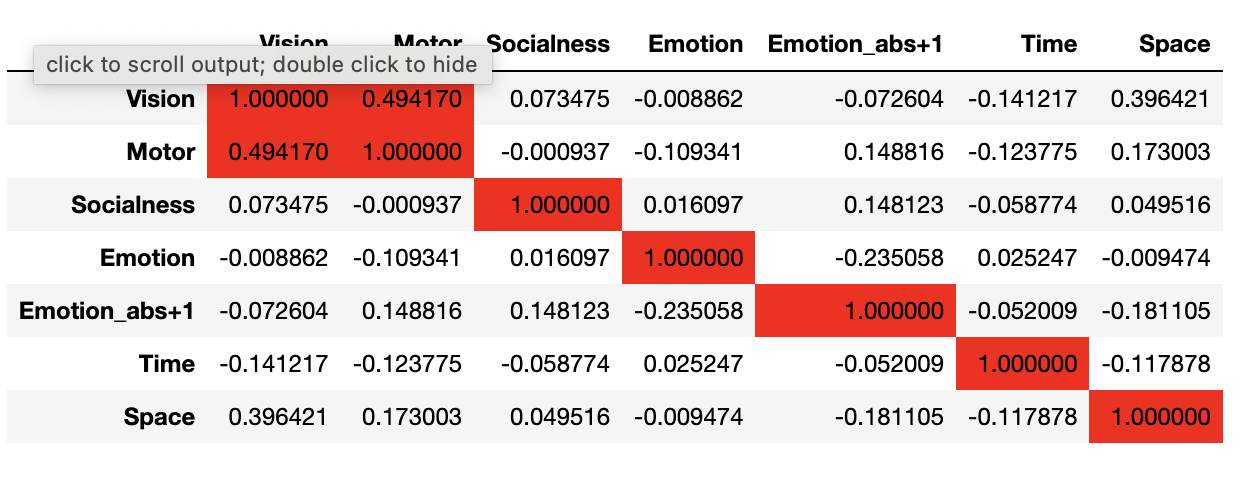 Vision Motor Socialness Emotion Emotion_abs+1 Time Space
click to scroll output; double click to hide
Vision 1.000000 0.494170 0.073475 -0.008862 -0.072604 -0.141217 0.396421
Motor 0.494170 1.000000 -0.000937 -0.109341 0.148816 -0.123775 0.173003
Socialness 0.073475 -0.000937 1.000000 0.016097 0.148123 -0.058774 0.049516
Emotion -0.008862 -0.109341 0.016097 1.000000 -0.235058 0.025247 -0.009474
Emotion_abs+1 -0.072604 0.148816 0.148123 -0.235058 1.000000 -0.052009 -0.181105
Time -0.141217 -0.123775 -0.058774 0.025247 -0.052009 1.000000 -0.117878
Space 0.396421 0.173003 0.049516 -0.009474 -0.181105 -0.117878 1.000000